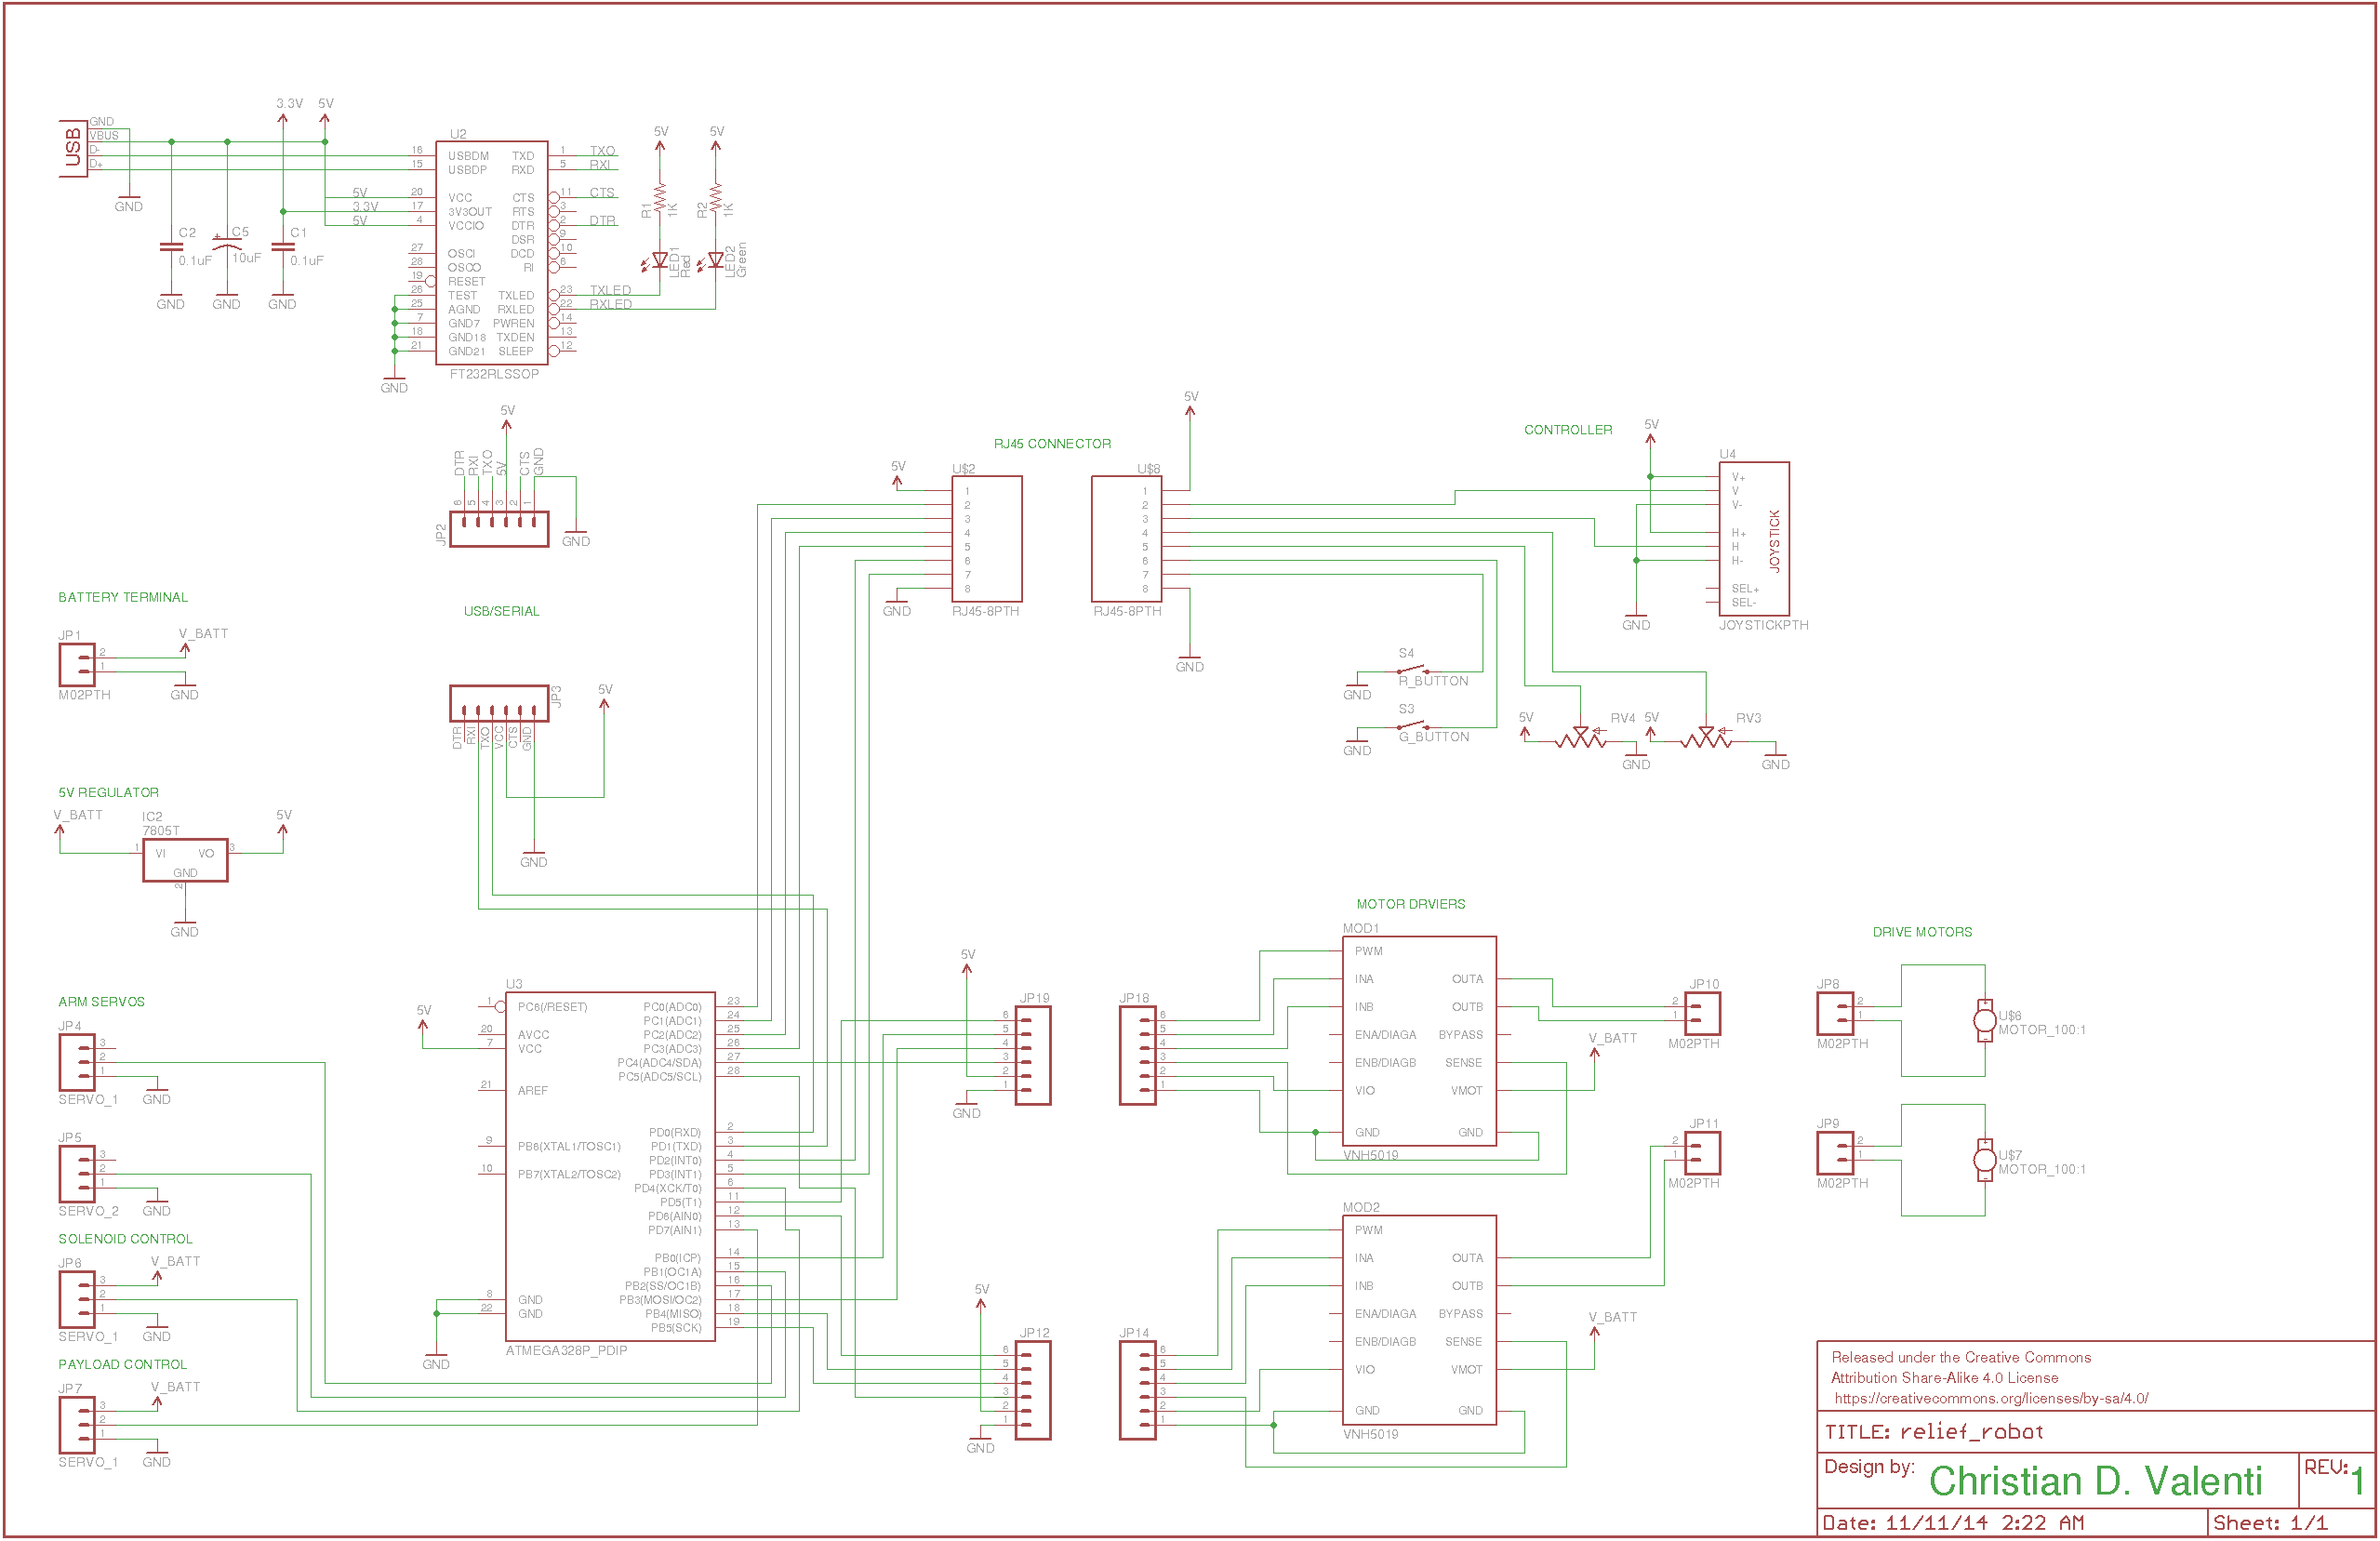 3.3V 5V
USB
GND
VBUS
D-
D+
GND
C2
0.1uF
C5
10uF
C1
0.1uF
GND GND GND
U2
16 USBDM TXD 1 TXO
15 USBDP RXD 5 RXI
5V 20 VCC CTS 11 CTS
3.3V 17 3V3OUT RTS 3
5V 4 VCCIO DTR 2 DTR
DSR 9
27 OSCI DCD 10
28 OSCO RI 6
19 RESET
26 TEST TXLED 23 TXLED
25 AGND RXLED 22 RXLED
7 GND7 PWREN 14
18 GND18 TXDEN 13
21 GND21 SLEEP 12
FT232RLSSOP
GND
5V 5V
R1 1K
R2 1K
LED1 Red
LED2 Green
5V
DTR RXI TXO 5V CTS GND
6 5 4 3 2 1
JP2
GND
BATTERY TERMINAL
JP1
V_BATT
2
1
M02PTH
GND
USB/SERIAL
JP3
5V
DTR RXI TXO VCC CTS GND
GND
5V REGULATOR
V_BATT
IC2
7805T
5V
1 VI VO 3
GND
2
GND
RJ45 CONNECTOR
5V
U$2
1
2
3
4
5
6
7
8
GND
RJ45-8PTH
5V
U$8
1
2
3
4
5
6
7
8
RJ45-8PTH
GND
CONTROLLER
5V
U4
V+
V
V-
H+
H
H-
SEL+
SEL-
JOYSTICK
GND
JOYSTICKPTH
S4
R_BUTTON
GND
S3
G_BUTTON
GND
5V RV4
GND
5V RV3
GND
ARM SERVOS
JP4
3
2
1
SERVO_1 GND
JP5
3
2
1
SERVO_2 GND
SOLENOID CONTROL
JP6 V_BATT
3
2
1
SERVO_1 GND
PAYLOAD CONTROL
JP7 V_BATT
3
2
1
SERVO_1 GND
U3
5V
1 PC6(/RESET) PC0(ADC0) 23
PC1(ADC1) 24
20 AVCC PC2(ADC2) 25
7 VCC PC3(ADC3) 26
PC4(ADC4/SDA) 27
PC5(ADC5/SCL) 28
21 AREF
PD0(RXD) 2
9 PB6(XTAL1/TOSC1) PD1(TXD) 3
PD2(INT0) 4
10 PB7(XTAL2/TOSC2) PD3(INT1) 5
PD4(XCK/T0) 6
PD5(T1) 11
PD6(AIN0) 12
PD7(AIN1) 13
PB0(ICP) 14
PB1(OC1A) 15
PB2(SS/OC1B) 16
8 GND PB3(MOSI/OC2) 17
22 GND PB4(MISO) 18
PB5(SCK) 19
ATMEGA328P_PDIP
GND
5V
JP19
6
5
4
3
2
1
GND
JP18
6
5
4
3
2
1
5V
JP12
6
5
4
3
2
1
GND
JP14
6
5
4
3
2
1
MOTOR DRVIERS
MOD1
PWM
INA OUTA
INB OUTB
ENA/DIAGA BYPASS
ENB/DIAGB SENSE
VIO VMOT
GND GND
VNH5019
V_BATT
MOD2
PWM
INA OUTA
INB OUTB
ENA/DIAGA BYPASS
ENB/DIAGB SENSE
VIO VMOT
GND GND
VNH5019
V_BATT
JP10
2
1
M02PTH
JP11
2
1
M02PTH
DRIVE MOTORS
JP8
2
1
M02PTH
+
-
U$6
MOTOR_100:1
JP9
2
1
M02PTH
+
-
U$7
MOTOR_100:1
Released under the Creative Commons
Attribution Share-Alike 4.0 License
https://creativecommons.org/licenses/by-sa/4.0/
TITLE: relief_robot
Design by: Christian D. Valenti REV: 1
Date: 11/11/14 2:22 AM Sheet: 1/1